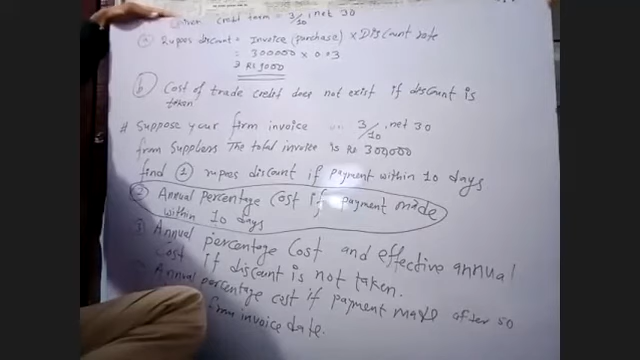 Given credit term = 3/10, net 30
(a) Rupees discount = Invoice (purchase) x Discount rate
= 300000 x 0.03
= Rs 9000
(b) Cost of trade credit does not exist if discount is
taken
# Suppose your firm invoice 3/10, net 30
from Suppliers The total invoice is Rs 300,000
find (1) rupees discount if payment within 10 days
(2) Annual Percentage Cost if payment made
within 10 days
(3) Annual percentage Cost and effective annual
Cost if discount is not taken.
Annual percentage cost if payment made after 50
from invoice date.